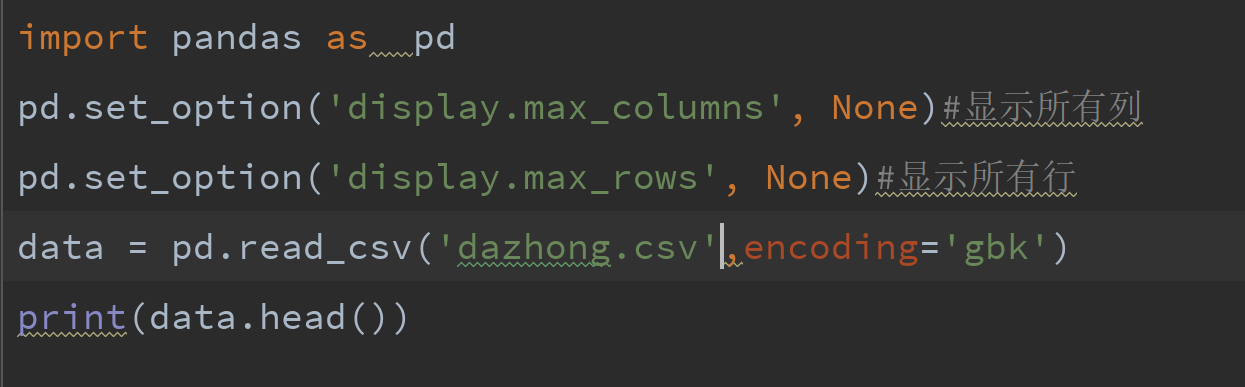 import pandas as  pd
pd.set_option('display.max_columns', None)#显示所有列
pd.set_option('display.max_rows', None)#显示所有行
data = pd.read_csv('dazhong.csv',encoding='gbk')
print(data.head())